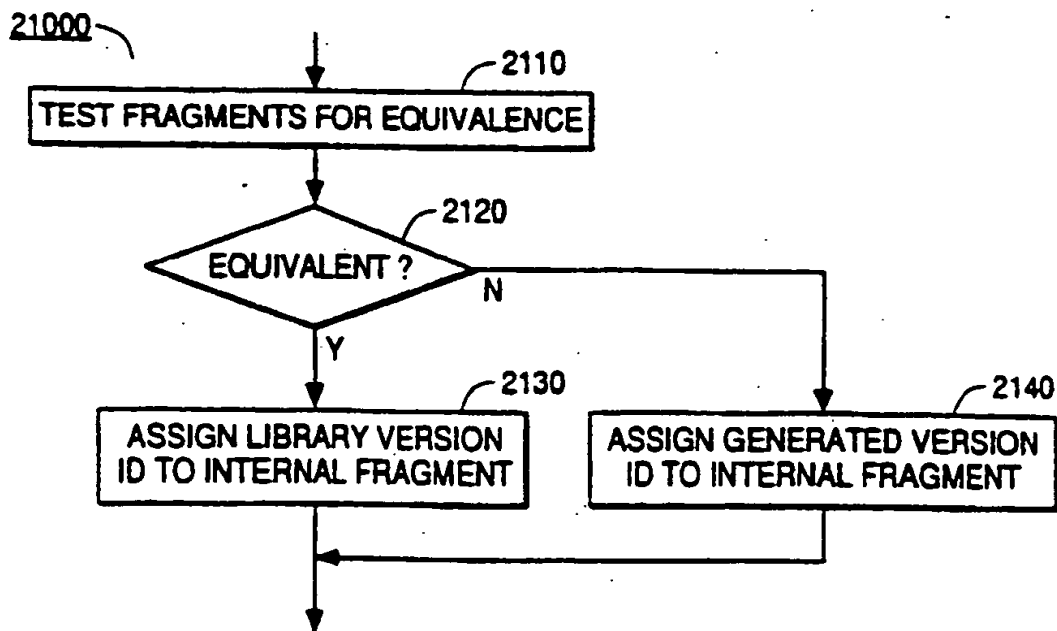 21000
2110
TEST FRAGMENTS FOR EQUIVALENCE
2120
EQUIVALENT ?
N
Y
2130
ASSIGN LIBRARY VERSION
ID TO INTERNAL FRAGMENT
2140
ASSIGN GENERATED VERSION
ID TO INTERNAL FRAGMENT